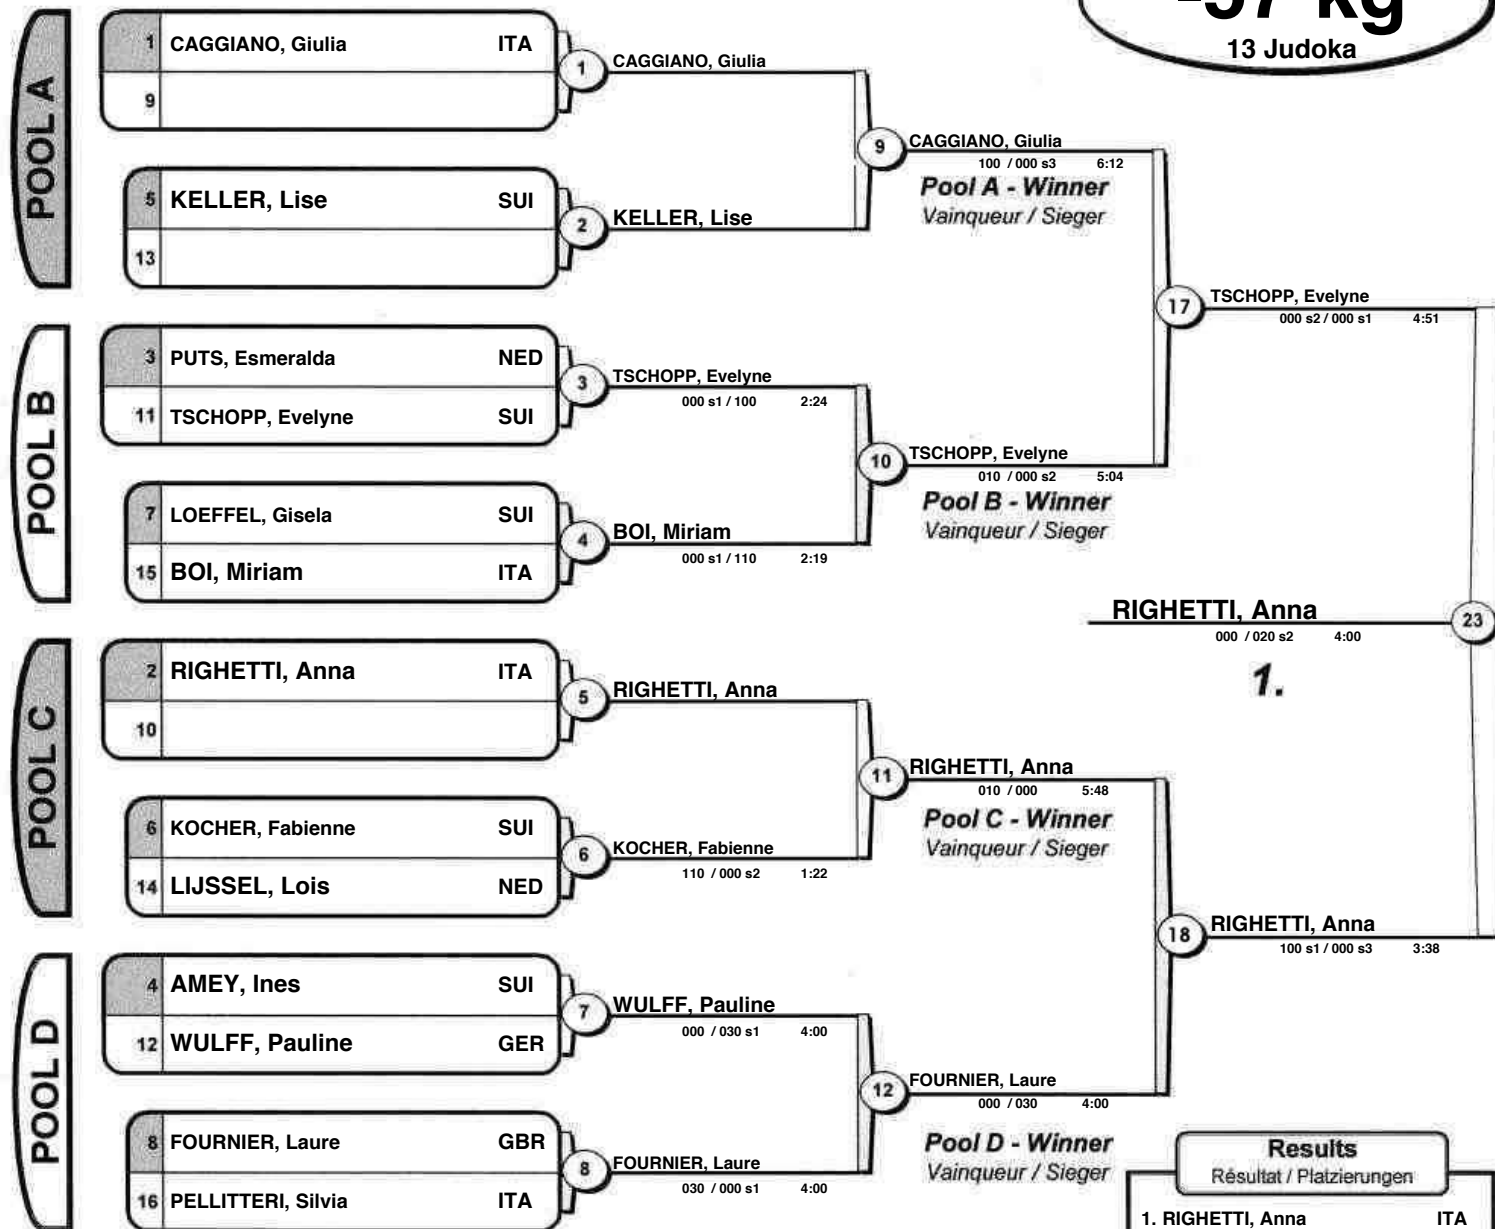 -57 kg
13 Judoka
POOL A
1 CAGGIANO, Giulia ITA
9
1 CAGGIANO, Giulia
5 KELLER, Lise SUI
13
2 KELLER, Lise
9 CAGGIANO, Giulia
100 / 000 s3 6:12
Pool A - Winner
Vainqueur / Sieger
POOL B
3 PUTS, Esmeralda NED
11 TSCHOPP, Evelyne SUI
3 TSCHOPP, Evelyne
000 s1 / 100 2:24
7 LOEFFEL, Gisela SUI
15 BOI, Miriam ITA
4 BOI, Miriam
000 s1 / 110 2:19
10 TSCHOPP, Evelyne
010 / 000 s2 5:04
Pool B - Winner
Vainqueur / Sieger
17 TSCHOPP, Evelyne
000 s2 / 000 s1 4:51
RIGHETTI, Anna 23
000 / 020 s2 4:00
1.
POOL C
2 RIGHETTI, Anna ITA
10
5 RIGHETTI, Anna
6 KOCHER, Fabienne SUI
14 LIJSSEL, Lois NED
6 KOCHER, Fabienne
110 / 000 s2 1:22
11 RIGHETTI, Anna
010 / 000 5:48
Pool C - Winner
Vainqueur / Sieger
18 RIGHETTI, Anna
100 s1 / 000 s3 3:38
POOL D
4 AMEY, Ines SUI
12 WULFF, Pauline GER
7 WULFF, Pauline
000 / 030 s1 4:00
8 FOURNIER, Laure GBR
16 PELLITTERI, Silvia ITA
8 FOURNIER, Laure
030 / 000 s1 4:00
12 FOURNIER, Laure
000 / 030 4:00
Pool D - Winner
Vainqueur / Sieger
Results
Résultat / Platzierungen
1. RIGHETTI, Anna ITA